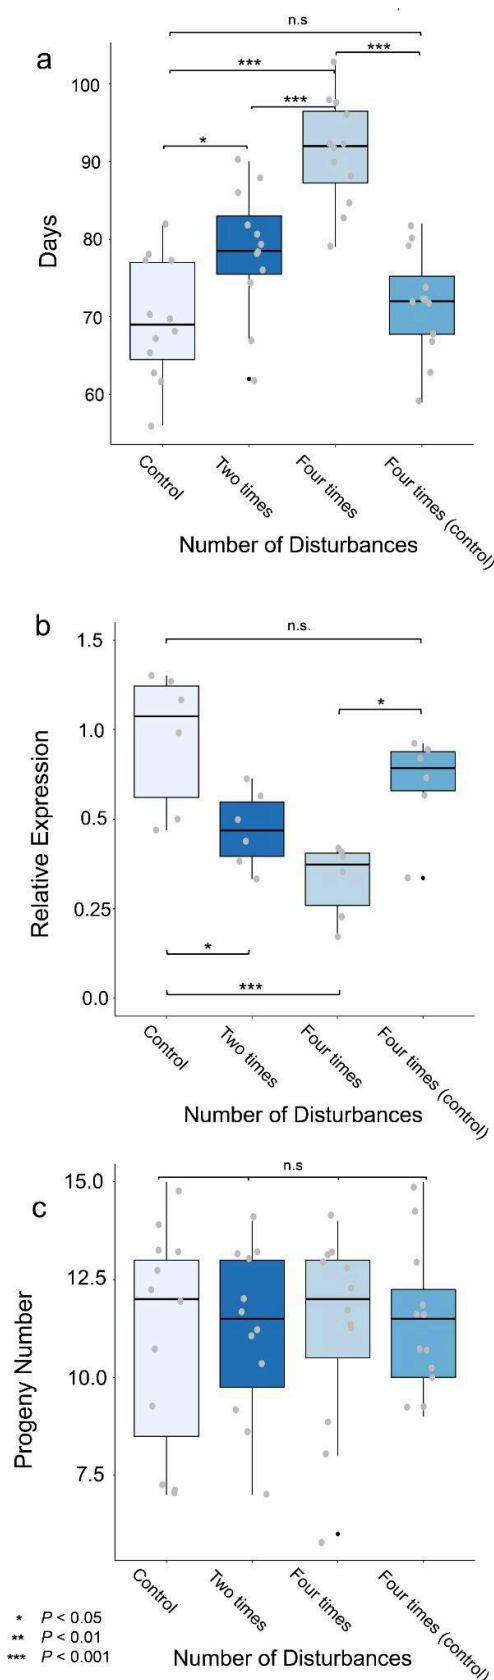 n.s
a
***
***
***
*
100
90
80
70
60
Days
Control
Two times
Four times
Four times (control)
Number of Disturbances
b
n.s.
1.5
*
1.0
0.5
0.25
0.0
Relative Expression
*
***
Control
Two times
Four times
Four times (control)
Number of Disturbances
c
n.s
15.0
12.5
10.0
7.5
Progeny Number
Control
Two times
Four times
Four times (control)
* P < 0.05
** P < 0.01
*** P < 0.001
Number of Disturbances